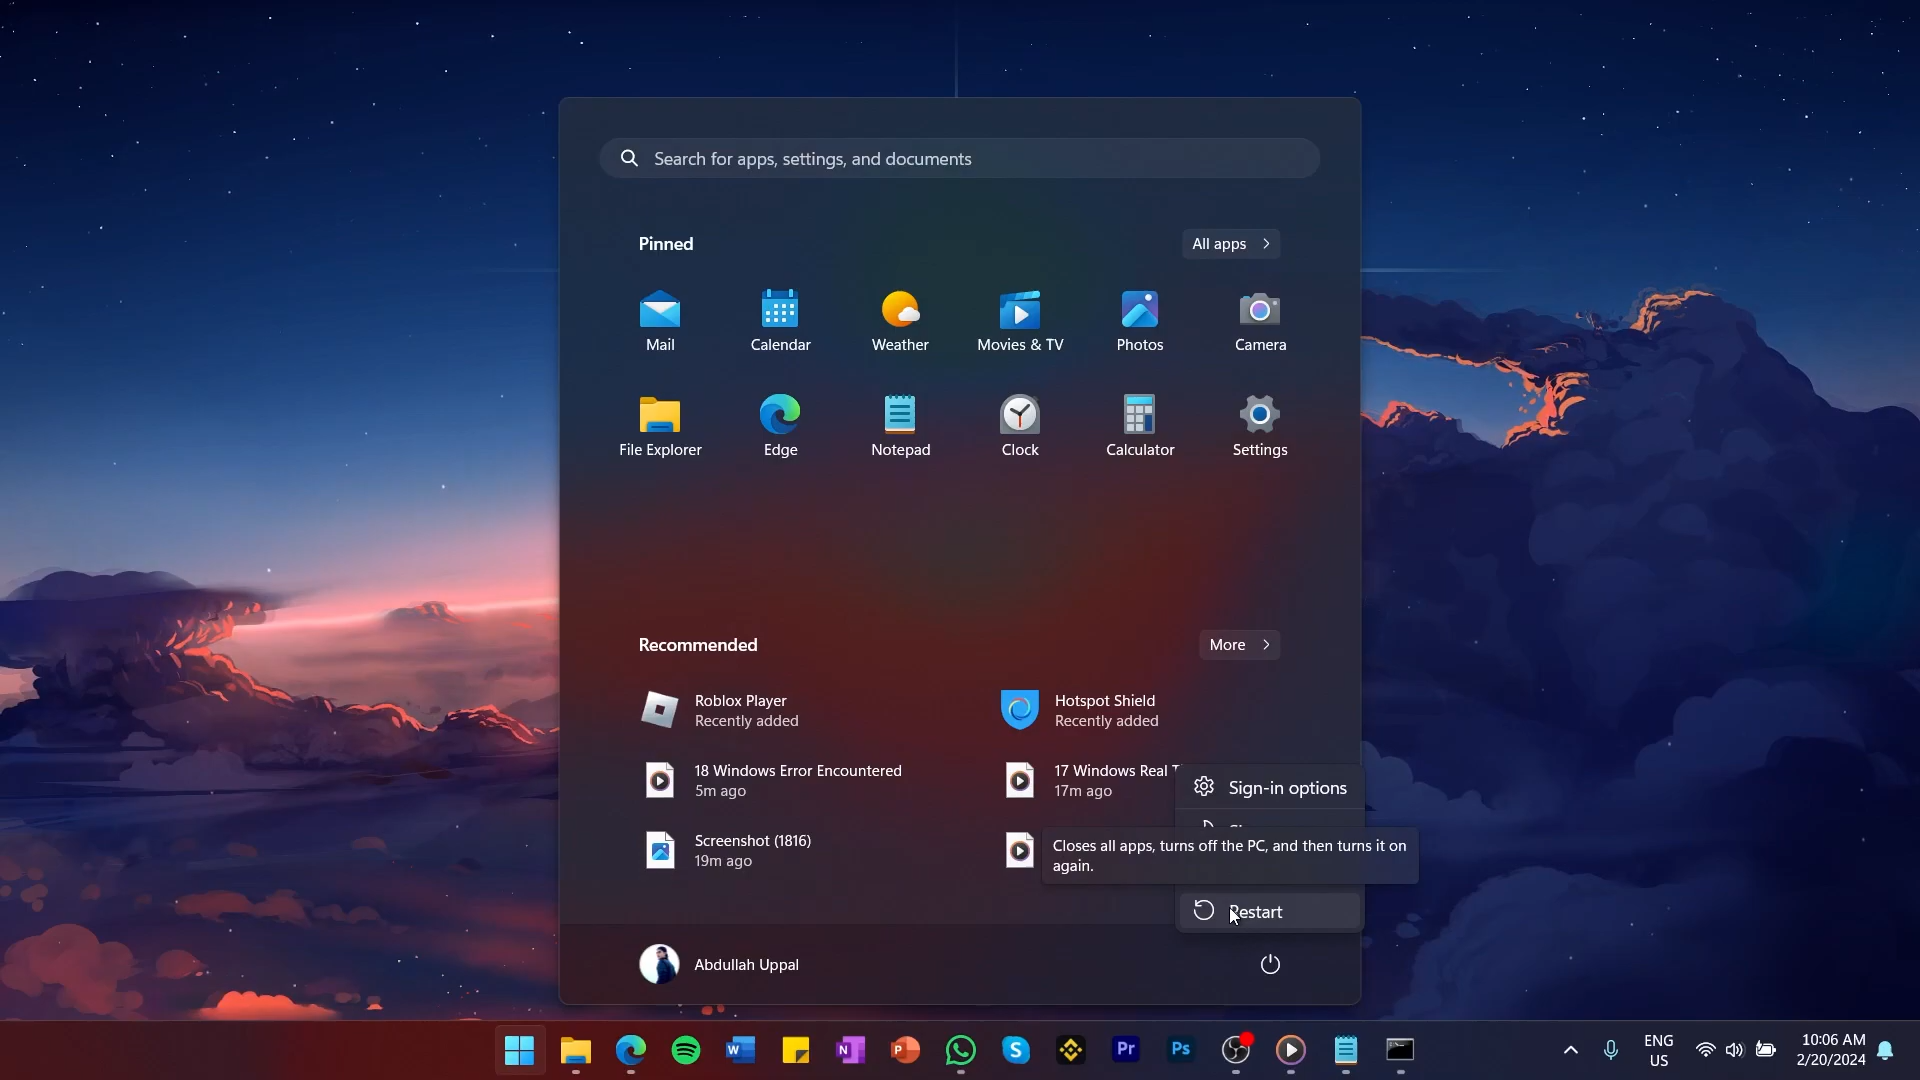 Search for apps, settings, and documents
Pinned
All apps
Mail
Calendar
Weather
Movies & TV
Photos
Camera
File Explorer
Edge
Notepad
Clock
Calculator
Settings
Recommended
More
Roblox Player
Recently added
Hotspot Shield
Recently added
18 Windows Error Encountered
5m ago
17 Windows Real
17m ago
Sign-in options
Screenshot (1816)
19m ago
Closes all apps, turns off the PC, and then turns it on
again.
Restart
Abdullah Uppal
W
N
P
S
Pr
Ps
ENG
US
10:06 AM
2/20/2024